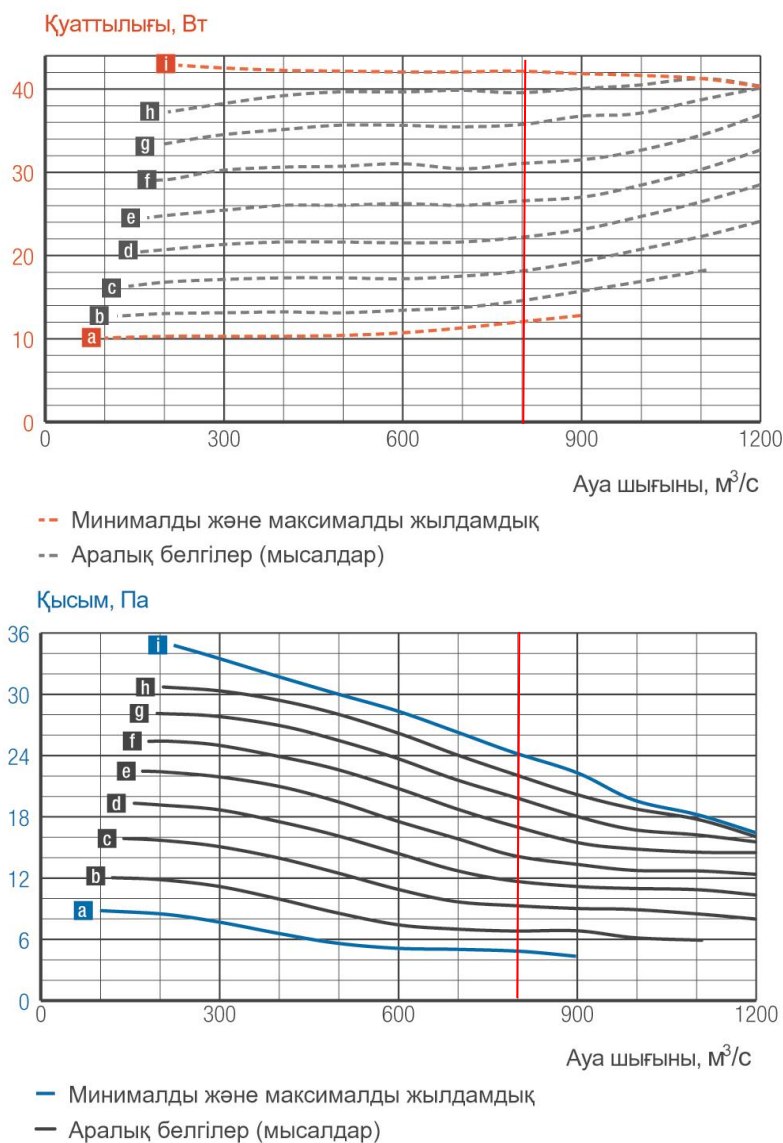 Қуаттылығы, Вт
40
30
20
10
0
i
h
g
f
e
d
c
b
a
0 300 600 900 1200
Ауа шығыны, м³/с
Минималды және максималды жылдамдық
Аралық белгілер (мысалдар)
Қысым, Па
36
30
24
18
12
6
0
i
h
g
f
e
d
c
b
a
0 300 600 900 1200
Ауа шығыны, м³/с
Минималды және максималды жылдамдық
Аралық белгілер (мысалдар)